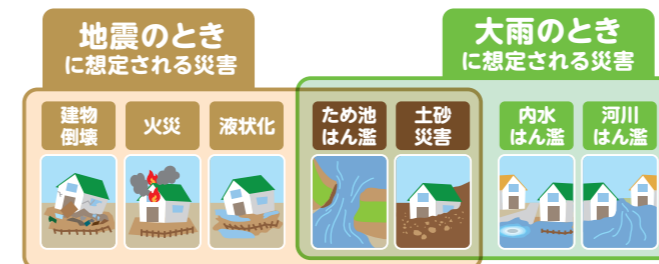 地震のとき
に想定される災害
大雨のとき
に想定される災害
建物
倒壊
火災
液状化
ため池
はん濫
土砂
災害
内水
はん濫
河川
はん濫